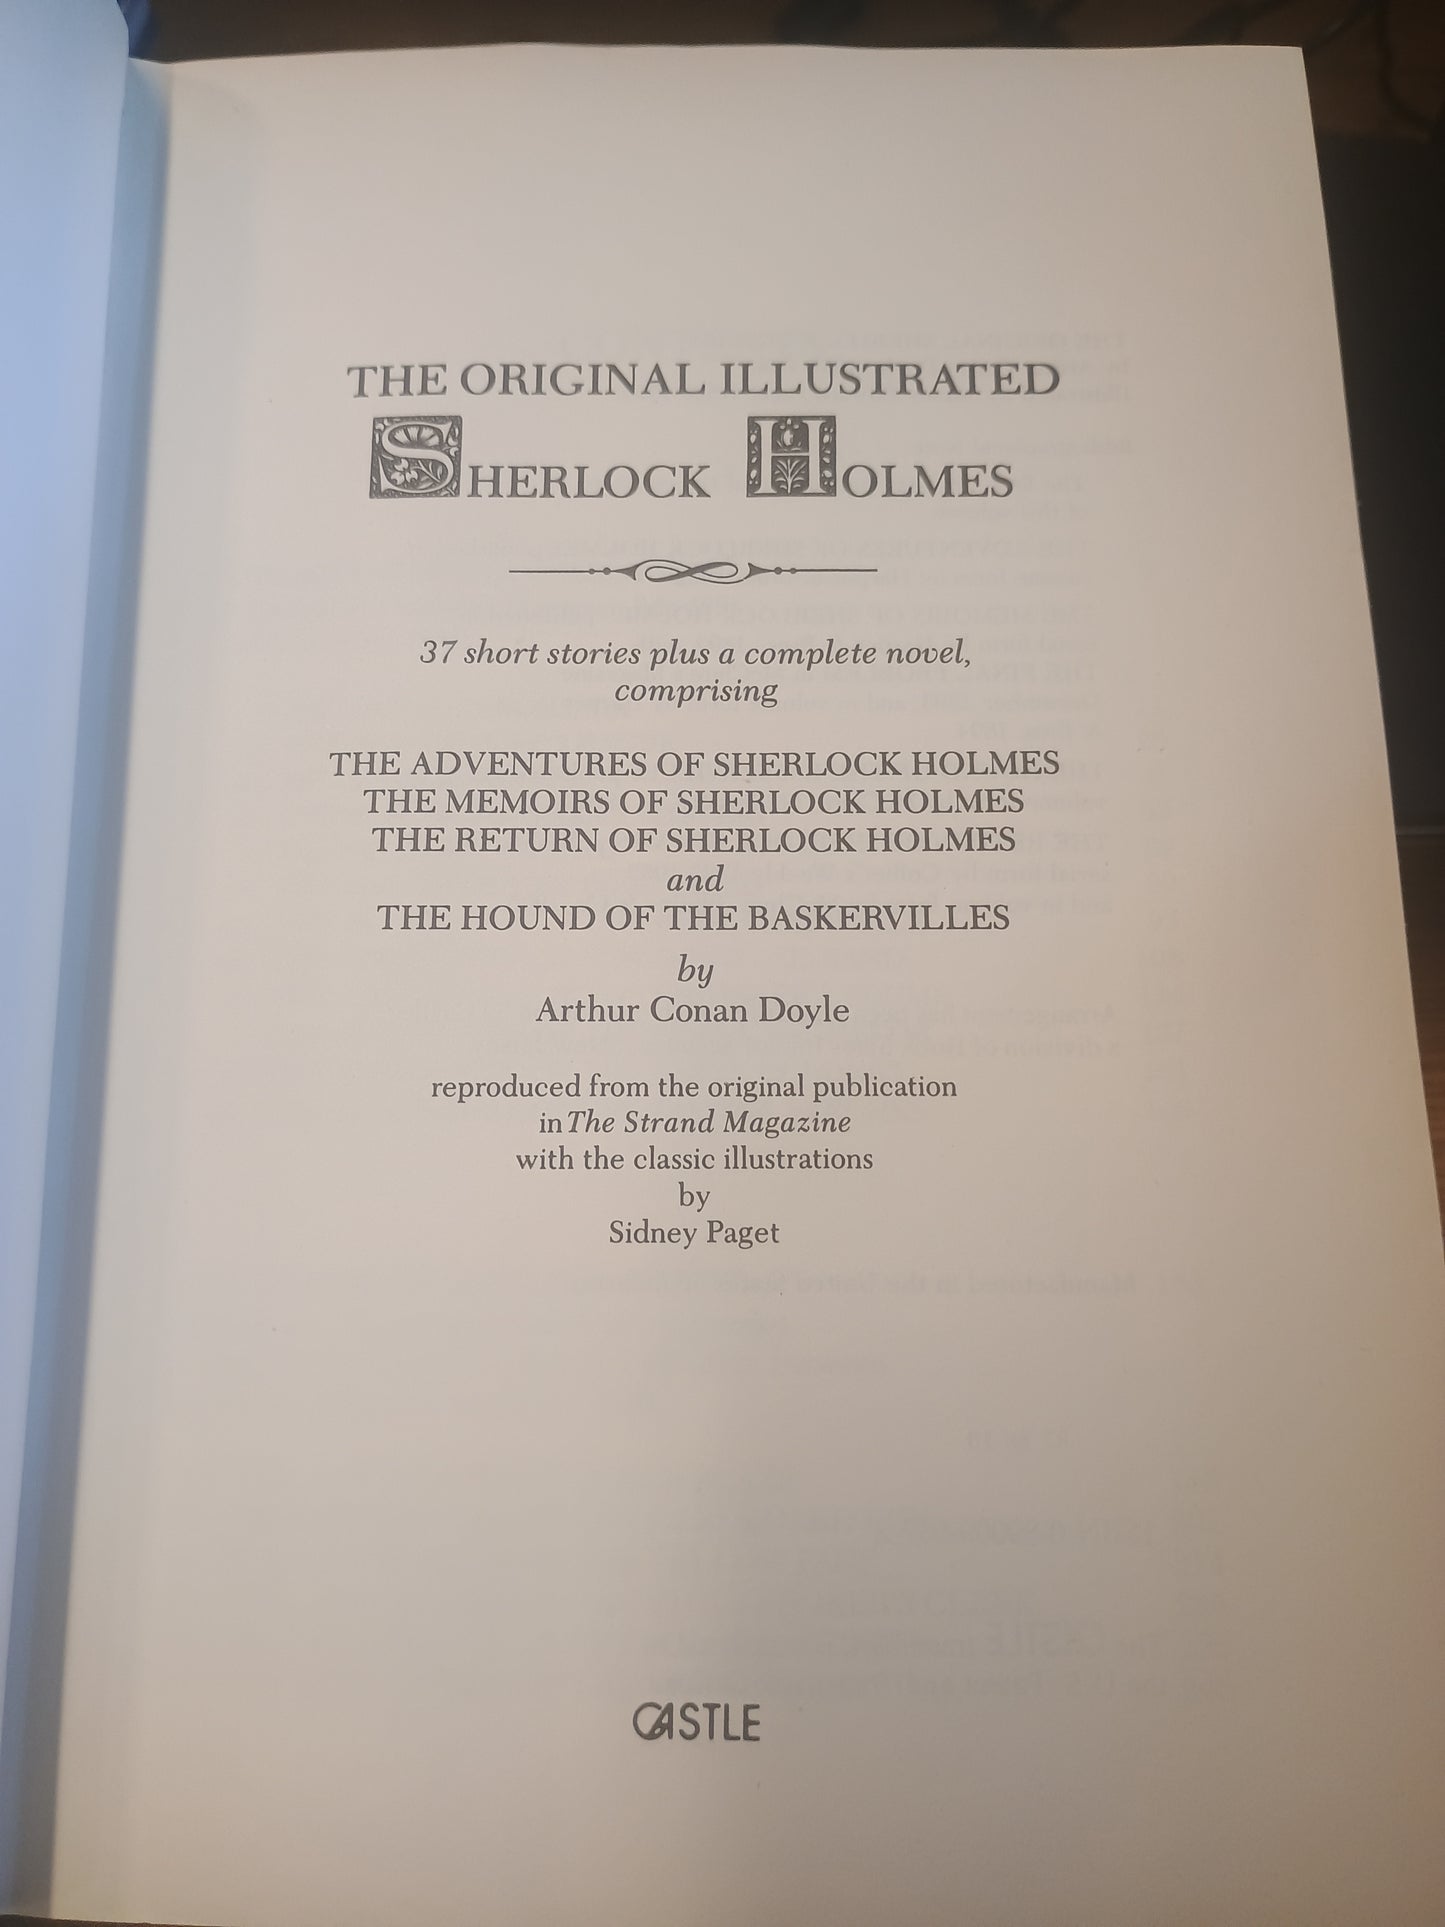 THE ORIGINAL ILLUSTRATED
SHERLOCK HOLMES
37 short stories plus a complete novel,
comprising
THE ADVENTURES OF SHERLOCK HOLMES
THE MEMOIRS OF SHERLOCK HOLMES
THE RETURN OF SHERLOCK HOLMES
and
THE HOUND OF THE BASKERVILLES
by
Arthur Conan Doyle
reproduced from the original publication
in The Strand Magazine
with the classic illustrations
by
Sidney Paget
CASTLE